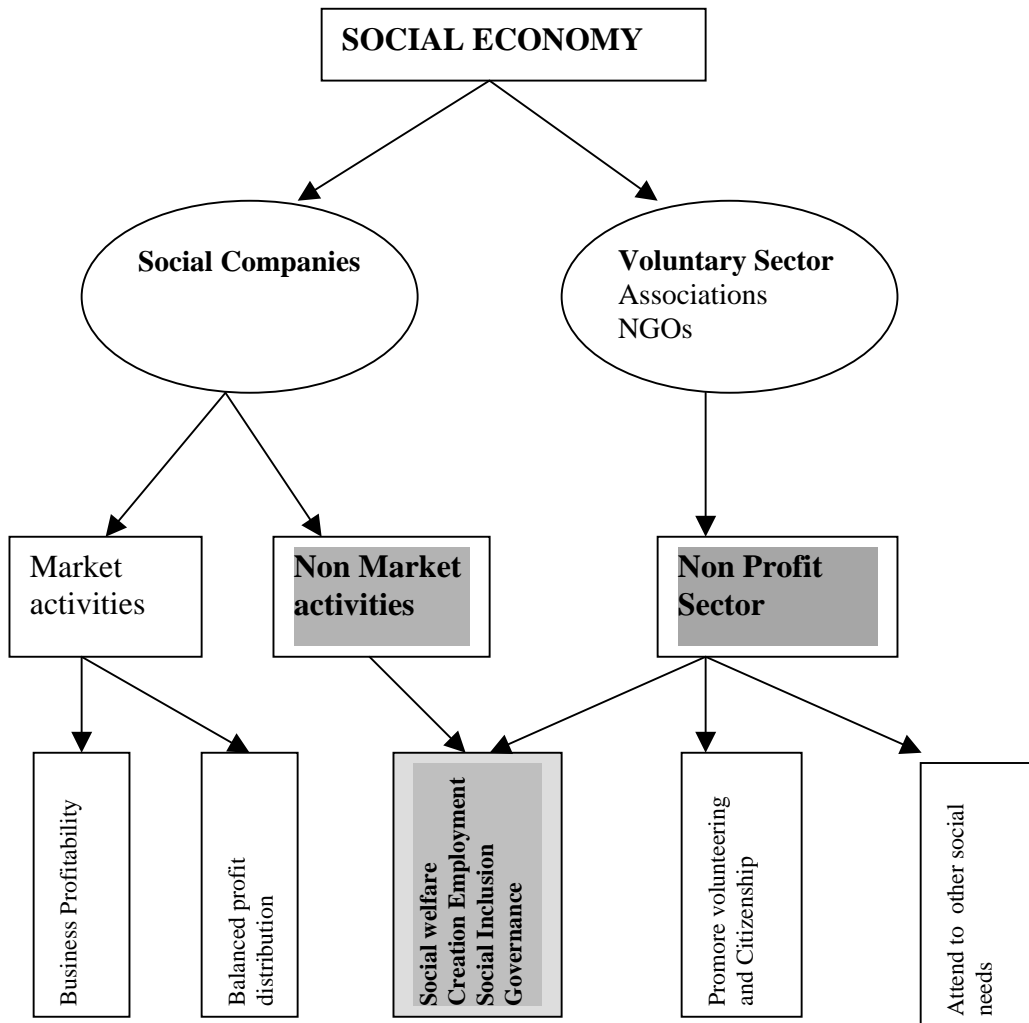 SOCIAL ECONOMY
Social Companies
Voluntary Sector
Associations
NGOs
Market
activities
Non Market
activities
Non Profit
Sector
Business Profitability
Balanced profit
distribution
Social welfare
Creation Employment
Social Inclusion
Governance
Promore volunteering
and Citizenship
Attend to other social
needs